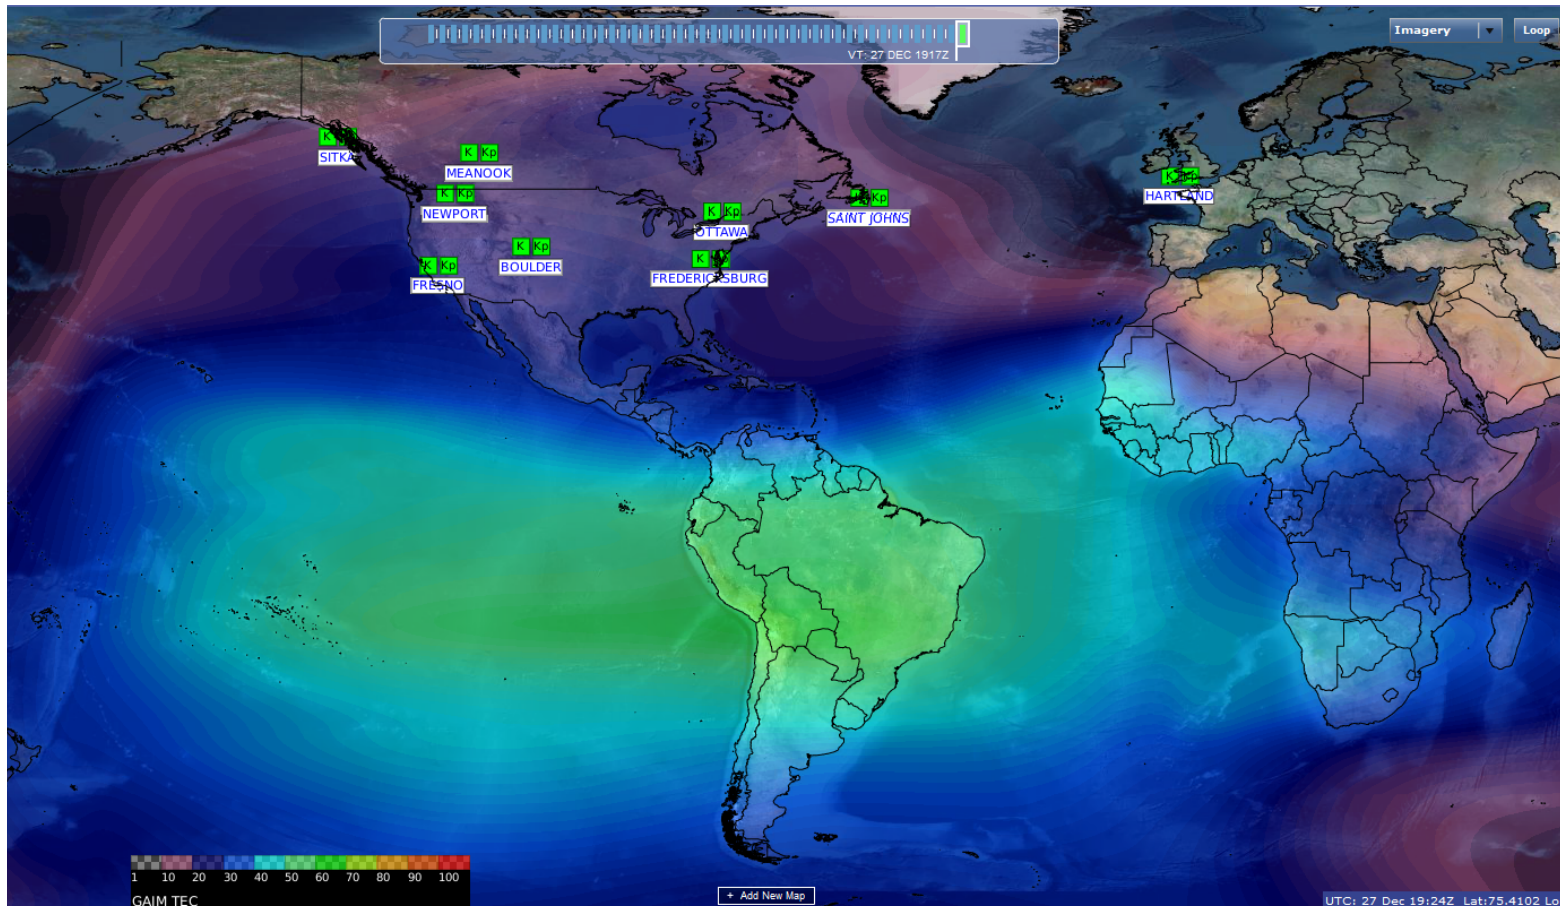 Imagery
Loop
VT: 27 DEC 1917Z
K
SITKA
K Kp
MEANOOK
K Kp
NEWPORT
K Kp
OTTAWA
Kp
SAINT JOHNS
K Kp
HARTLAND
K Kp
BOULDER
K
FREDERICKSBURG
K Kp
FRESNO
1 10 20 30 40 50 60 70 80 90 100
GAIM TEC
+ Add New Map
UTC: 27 Dec 19:24Z Lat:75.4102 Lo